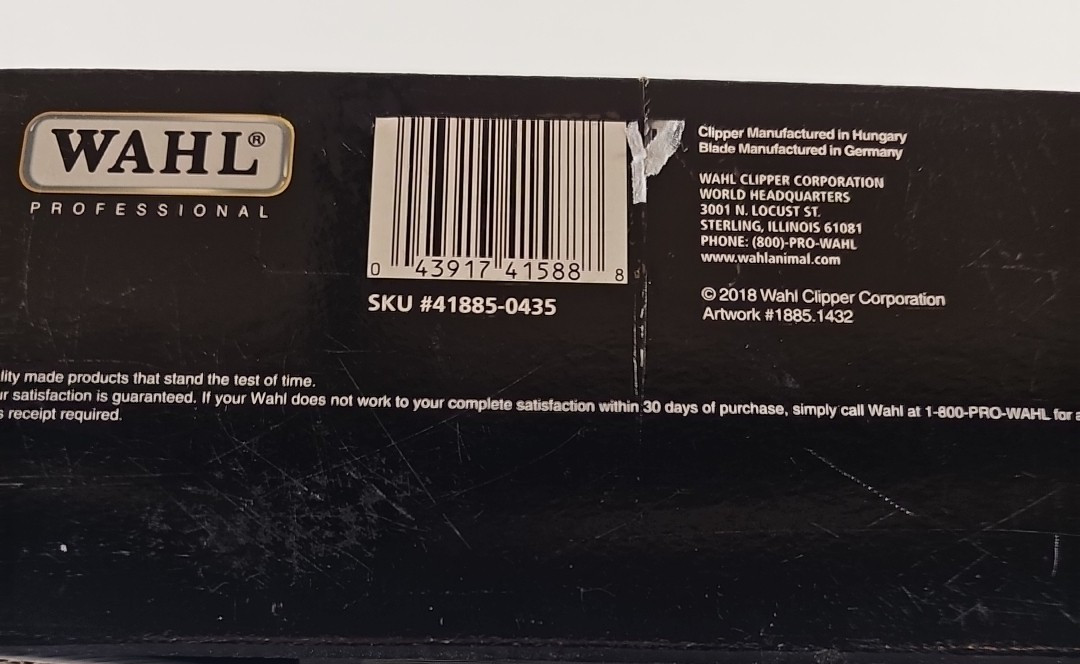 WAHL®
PROFESSIONAL
0 43917 41588 8
SKU #41885-0435
Clipper Manufactured in Hungary
Blade Manufactured in Germany
WAHL CLIPPER CORPORATION
WORLD HEADQUARTERS
3001 N. LOCUST ST.
STERLING, ILLINOIS 61081
PHONE: (800)-PRO-WAHL
www.wahlanimal.com
© 2018 Wahl Clipper Corporation
Artwork #1885.1432
lity made products that stand the test of time.
r satisfaction is guaranteed. If your Wahl does not work to your complete satisfaction within 30 days of purchase, simply call Wahl at 1-800-PRO-WAHL for a
s receipt required.